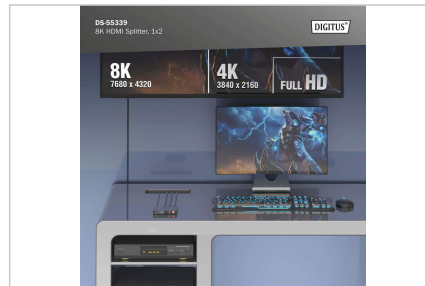 DS-55339
8K HDMI Splitter, 1x2
DIGITUS®
8K
7680 x 4320
4K
3840 x 2160
FULL HD